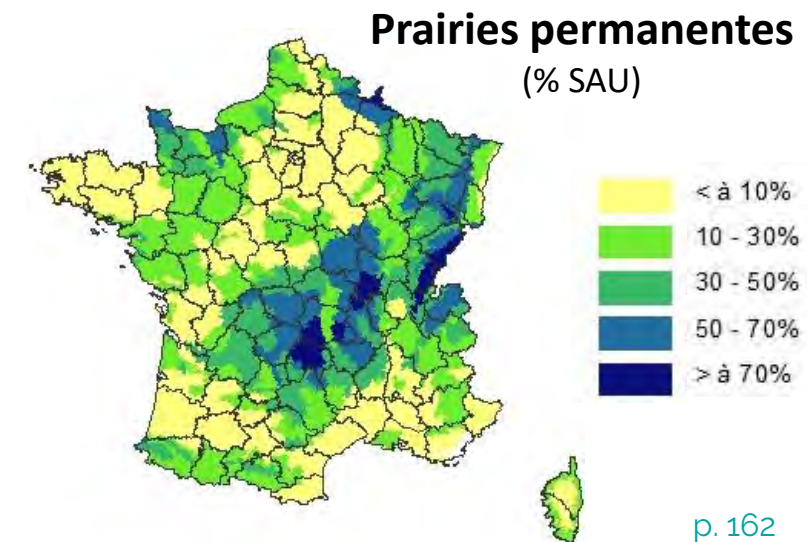 Prairies permanentes
(% SAU)
< à 10%
10 - 30%
30 - 50%
50 - 70%
> à 70%
p. 162